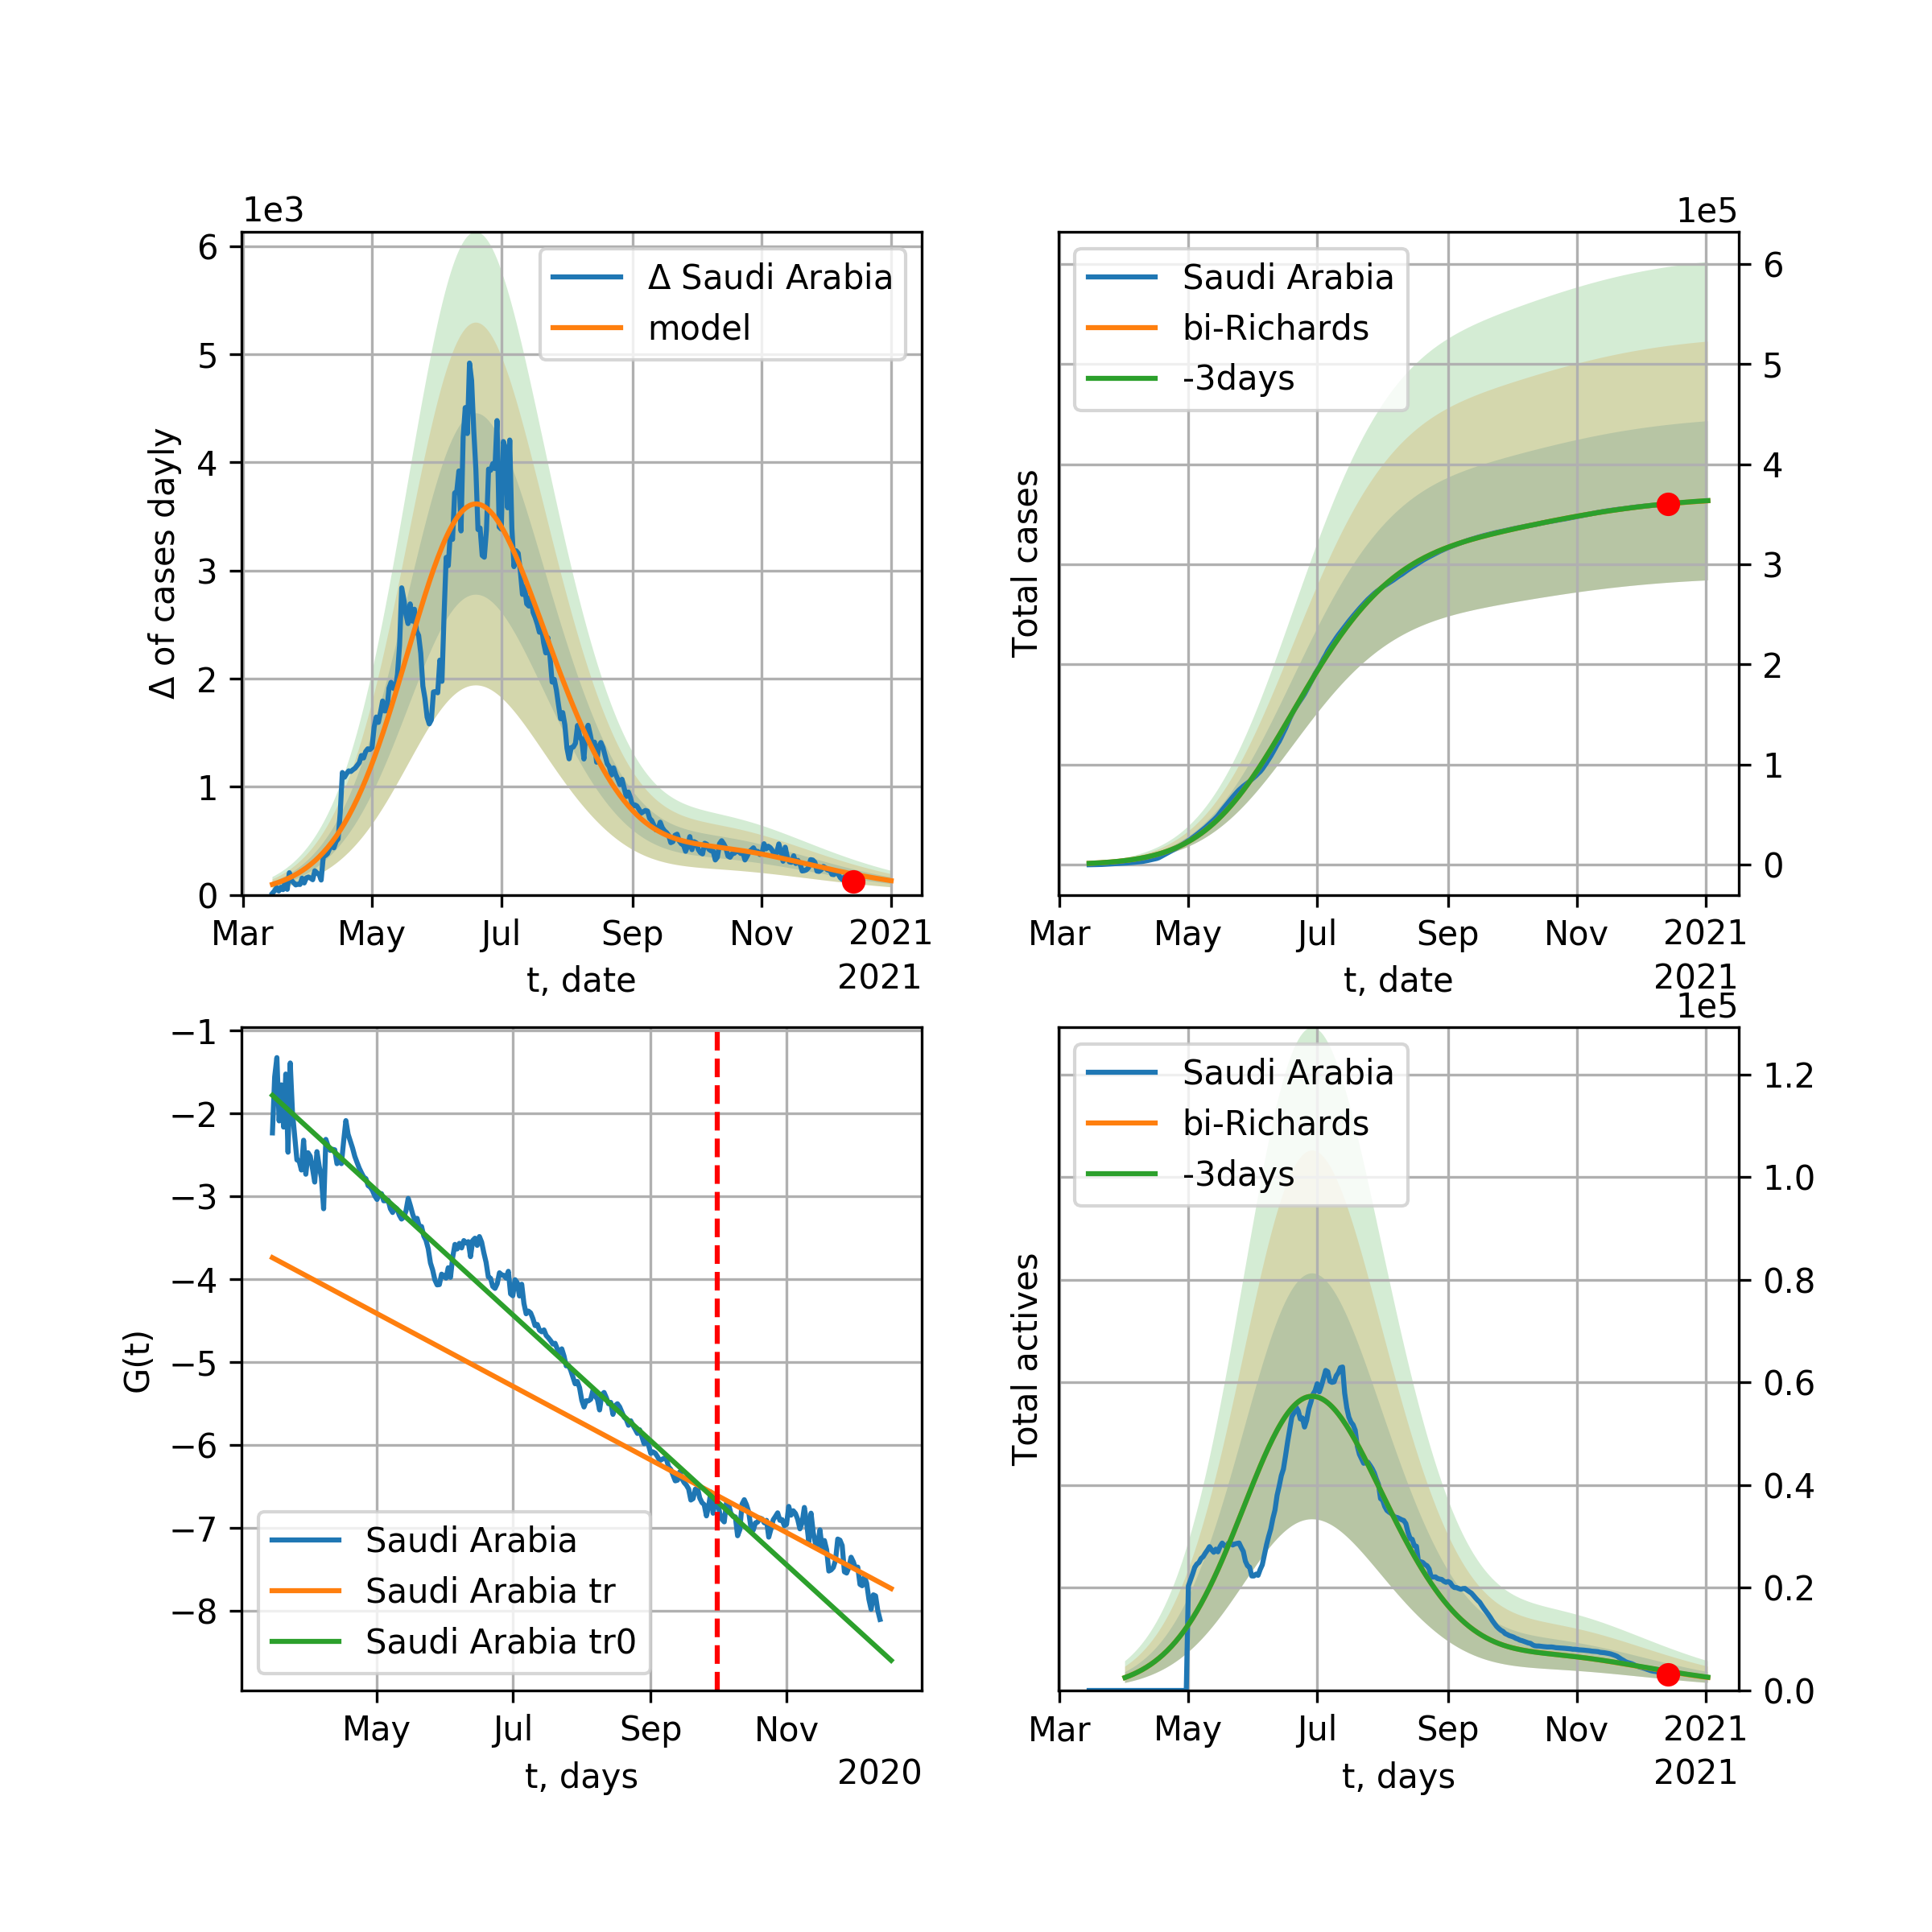 1e3
6
5
4
3
2
1
0
Δ of cases dayly
Δ Saudi Arabia
model
Mar May Jul Sep Nov 2021
t, date
2021
1e5
6
5
4
3
2
1
0
Total cases
Saudi Arabia
bi-Richards
-3days
Mar May Jul Sep Nov 2021
t, date
2021
−1
−2
−3
−4
−5
−6
−7
−8
G(t)
Saudi Arabia
Saudi Arabia tr
Saudi Arabia tr0
May Jul Sep Nov
t, days
2020
1e5
1.2
1.0
0.8
0.6
0.4
0.2
0.0
Total actives
Saudi Arabia
bi-Richards
-3days
Mar May Jul Sep Nov 2021
t, days
2021